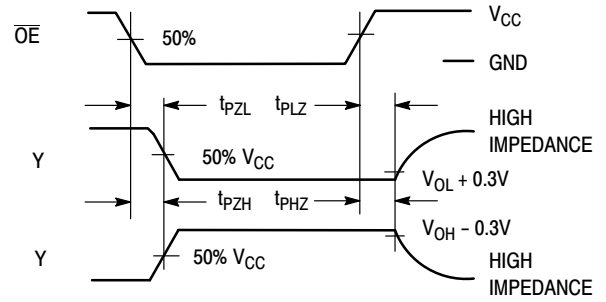 V_CC
O̅E̅ 50%
GND
t_PZL t_PLZ
HIGH
IMPEDANCE
Y 50% V_CC
V_OL + 0.3V
t_PZH t_PHZ
V_OH − 0.3V
Y 50% V_CC
HIGH
IMPEDANCE